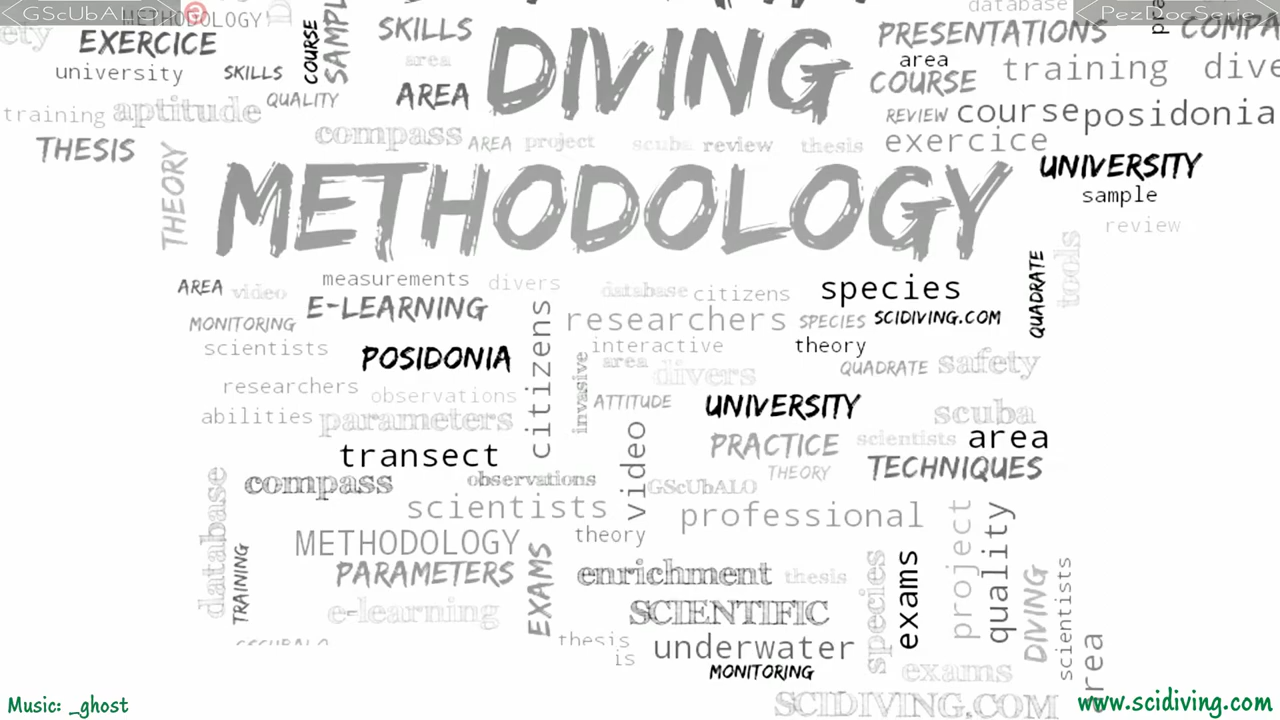 GScUbALO
METHODOLOGY
database
PezDocSerie
EXERCICE
COURSE
SKILLS
DIVING
PRESENTATIONS
university
SKILLS
area
area
COURSE
training
training
aptitude
QUALITY
AREA
REVIEW
course
posidonia
THESIS
THEORY
compass
AREA
project
scuba
review
thesis
exercice
METHODOLOGY
UNIVERSITY
sample
review
AREA
video
measurements
divers
database
citizens
species
QUADRATE
tools
MONITORING
E-LEARNING
citizens
researchers
SPECIES
SCIDIVING.COM
scientists
POSIDONIA
invasive
interactive
area
theory
QUADRATE
safety
researchers
observations
divers
abilities
parameters
ATTITUDE
UNIVERSITY
scuba
transect
video
PRACTICE
scientists
area
database
compass
observations
THEORY
TECHNIQUES
GScUbALO
scientists
professional
METHODOLOGY
theory
project
quality
TRAINING
PARAMETERS
EXAMS
enrichment
thesis
species
exams
DIVING
scientists
e-learning
SCIENTIFIC
thesis
is
underwater
MONITORING
exams
SCIDIVING.COM
Music: _ghost
www.scidiving.com